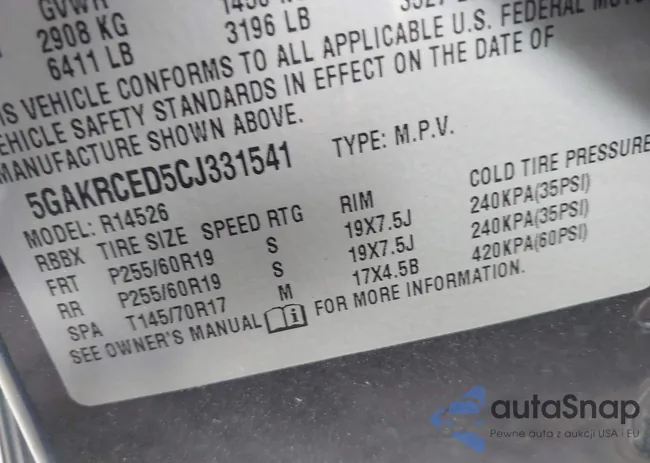 GVWR
2908 KG
6411 LB
3196 LB
VEHICLE CONFORMS TO ALL APPLICABLE U.S. FEDERAL
VEHICLE SAFETY STANDARDS IN EFFECT ON THE DATE OF
MANUFACTURE SHOWN ABOVE.
5GAKRCED5CJ331541 TYPE: M.P.V.
MODEL: R14526
RBBX TIRE SIZE SPEED RTG RIM COLD TIRE PRESSURE
FRT P255/60R19 S 19X7.5J 240KPA(35PSI)
RR P255/60R19 S 19X7.5J 240KPA(35PSI)
SPA T145/70R17 M 17X4.5B 420KPA(60PSI)
SEE OWNER'S MANUAL i FOR MORE INFORMATION.
autaSnap
Pewne auta z aukcji USA i EU